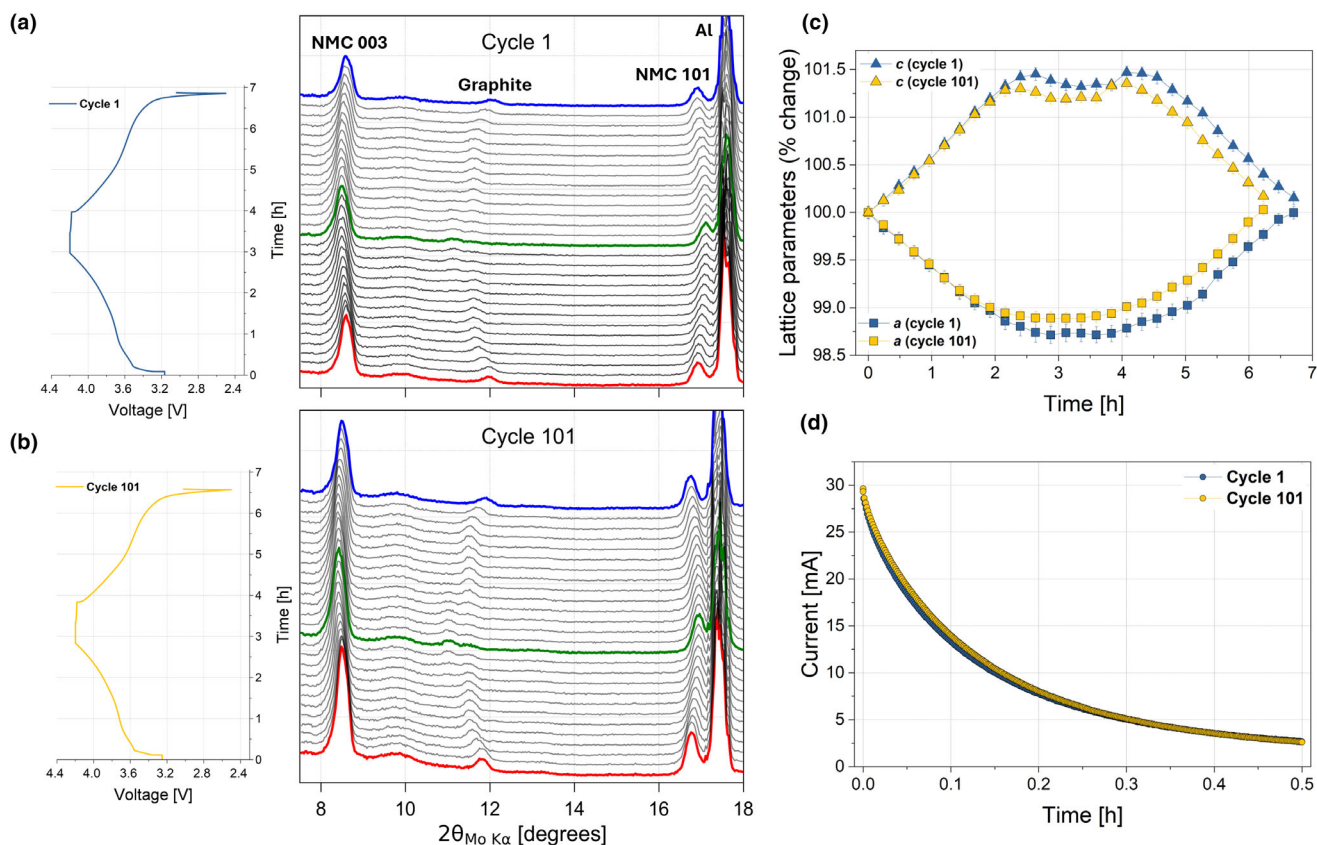 (a)
Cycle 1
NMC 003
Graphite
NMC 101
Al
Cycle 1
7
6
5
4
3
2
1
0
Time [h]
4.4 4.0 3.6 3.2 2.8 2.4
Voltage [V]
(b)
Cycle 101
Cycle 101
7
6
5
4
3
2
1
0
Time [h]
4.4 4.0 3.6 3.2 2.8 2.4
Voltage [V]
8 10 12 14 16 18
2θMo Kα [degrees]
(c)
c (cycle 1)
c (cycle 101)
a (cycle 1)
a (cycle 101)
101.5
101.0
100.5
100.0
99.5
99.0
98.5
Lattice parameters (% change)
0 1 2 3 4 5 6 7
Time [h]
(d)
Cycle 1
Cycle 101
30
25
20
15
10
5
0
Current [mA]
0.0 0.1 0.2 0.3 0.4 0.5
Time [h]